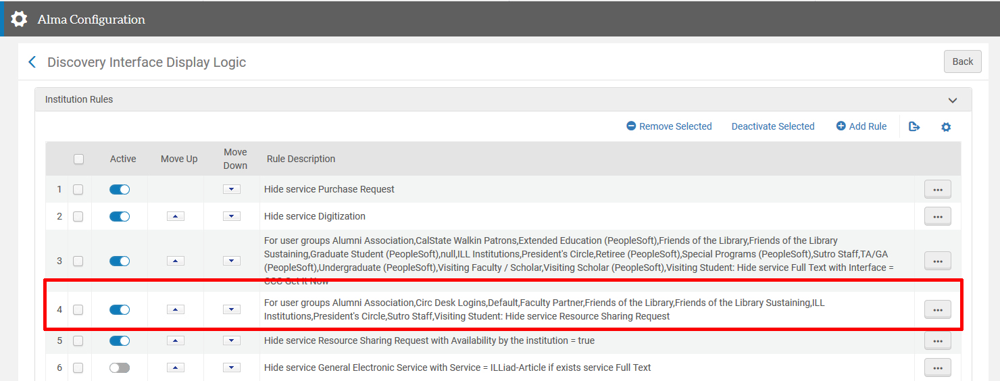 Alma Configuration
Discovery Interface Display Logic
Back
Institution Rules
Remove Selected Deactivate Selected Add Rule
Active Move Up Move Down Rule Description
1 Hide service Purchase Request
2 Hide service Digitization
For user groups Alumni Association,CalState Walkin Patrons,Extended Education (PeopleSoft),Friends of the Library,Friends of the Library
Sustaining,Graduate Student (PeopleSoft),null,ILL Institutions,President's Circle,Retiree (PeopleSoft),Special Programs (PeopleSoft),Sutro Staff,TA/GA
3 (PeopleSoft),Undergraduate (PeopleSoft),Visiting Faculty / Scholar,Visiting Scholar (PeopleSoft),Visiting Student: Hide service Full Text with Interface =
CCC Get It Now
4 For user groups Alumni Association,Circ Desk Logins,Default,Faculty Partner,Friends of the Library,Friends of the Library Sustaining,ILL
Institutions,President's Circle,Sutro Staff,Visiting Student: Hide service Resource Sharing Request
5 Hide service Resource Sharing Request with Availability by the institution = true
6 Hide service General Electronic Service with Service = ILLiad-Article if exists service Full Text